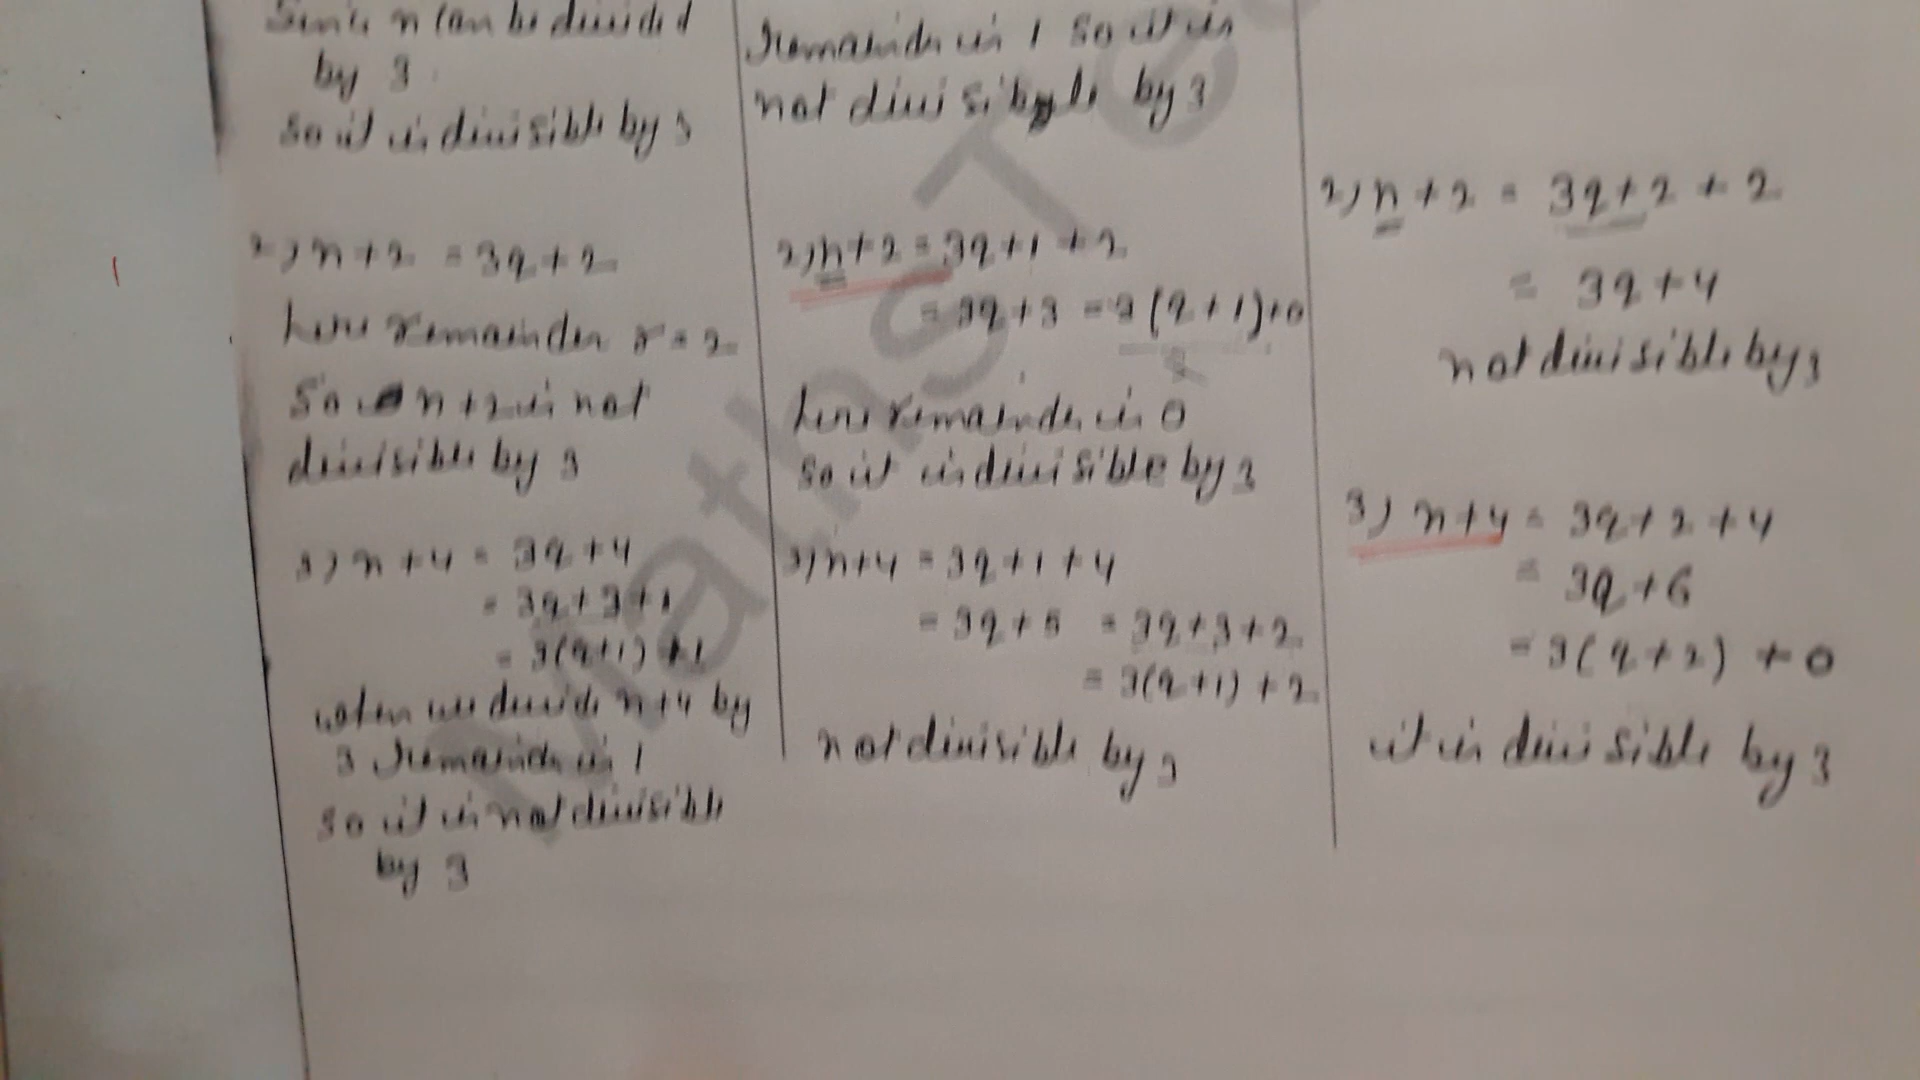 Since n can be divided
by 3
so it is divisible by 3
2) n+2 = 3q+2
here remainder r = 2
So n+2 is not
divisible by 3
3) n+4 = 3q+4
= 3q+3+1
= 3(q+1) +1
when we divide n+4 by
3 remainder is 1
so it is not divisible
by 3
remainder is 1 so it is
not divisible by 3
2) n+2 = 3q+1 +2
= 3q+3 = 3(q+1)+0
here remainder is 0
so it is divisible by 3
3) n+4 = 3q+1+4
= 3q+5 = 3q+3+2
= 3(q+1) +2
not divisible by 3
2) n+2 = 3q+2 + 2
= 3q+4
not divisible by 3
3) n+4 = 3q+2+4
= 3q+6
= 3(q+2) +0
it is divisible by 3